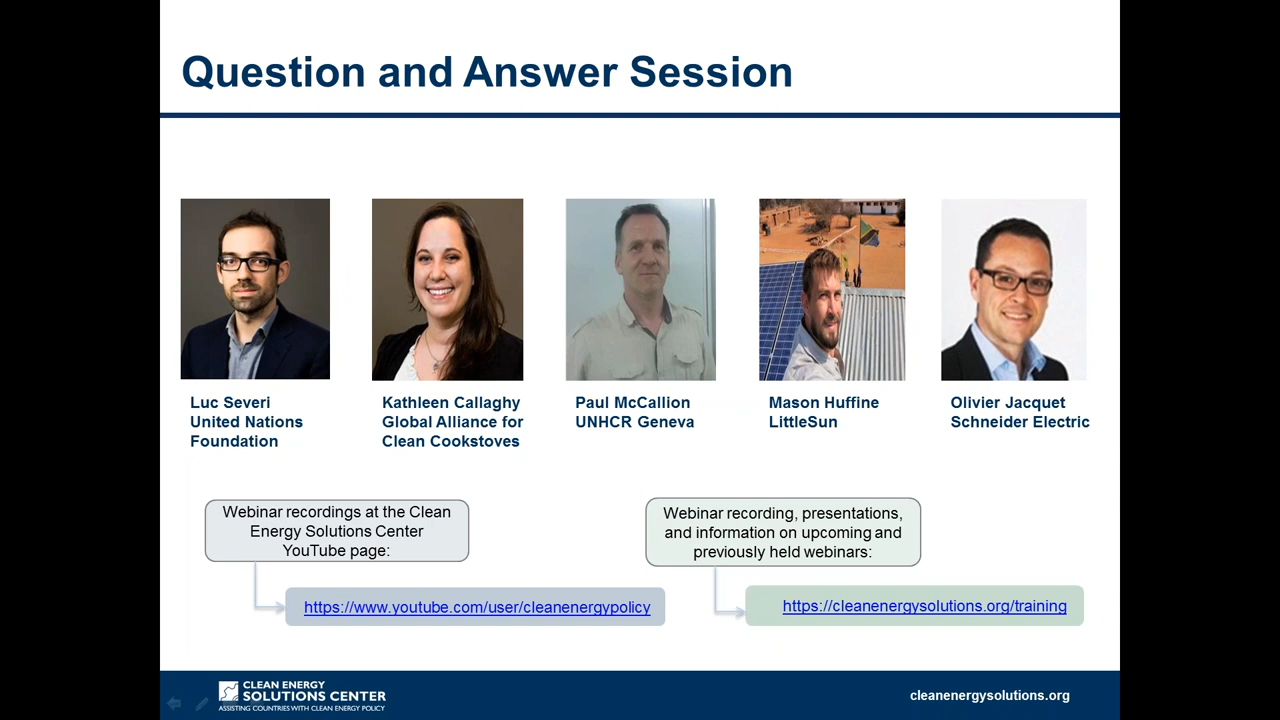 Question and Answer Session
Luc Severi
United Nations
Foundation
Kathleen Callaghy
Global Alliance for
Clean Cookstoves
Paul McCallion
UNHCR Geneva
Mason Huffine
LittleSun
Olivier Jacquet
Schneider Electric
Webinar recordings at the Clean
Energy Solutions Center
YouTube page:
https://www.youtube.com/user/cleanenergypolicy
Webinar recording, presentations,
and information on upcoming and
previously held webinars:
https://cleanenergysolutions.org/training
CLEAN ENERGY
SOLUTIONS CENTER
ASSISTING COUNTRIES WITH CLEAN ENERGY POLICY
cleanenergysolutions.org